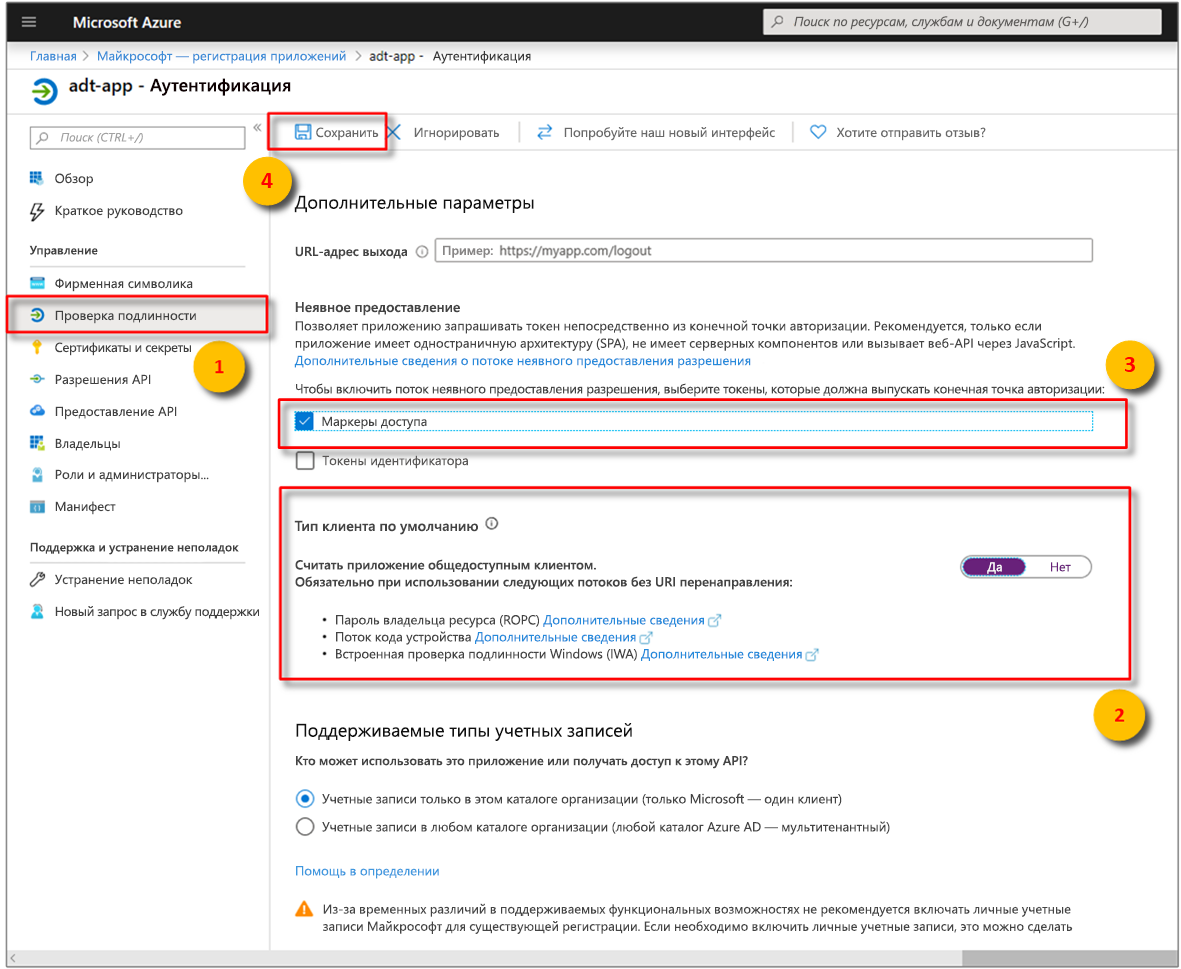 Microsoft Azure
Поиск по ресурсам, службам и документам (G+/)
Главная > Майкрософт — регистрация приложений > adt-app - Аутентификация
adt-app - Аутентификация
Поиск (CTRL+/)
«
Сохранить
Игнорировать
Попробуйте наш новый интерфейс
Хотите отправить отзыв?
4
Обзор
Краткое руководство
Управление
Фирменная символика
Проверка подлинности
Сертификаты и секреты
1
Разрешения API
Предоставление API
Владельцы
Роли и администраторы...
Манифест
Поддержка и устранение неполадок
Устранение неполадок
Новый запрос в службу поддержки
Дополнительные параметры
URL-адрес выхода
Пример: https://myapp.com/logout
Неявное предоставление
Позволяет приложению запрашивать токен непосредственно из конечной точки авторизации. Рекомендуется, только если
приложение имеет одностраничную архитектуру (SPA), не имеет серверных компонентов или вызывает веб-API через JavaScript.
Дополнительные сведения о потоке неявного предоставления разрешения
3
Чтобы включить поток неявного предоставления разрешения, выберите токены, которые должна выпускать конечная точка авторизации:
Маркеры доступа
Токены идентификатора
Тип клиента по умолчанию
Считать приложение общедоступным клиентом.
Да Нет
Обязательно при использовании следующих потоков без URI перенаправления:
• Пароль владельца ресурса (ROPC) Дополнительные сведения
• Поток кода устройства Дополнительные сведения
• Встроенная проверка подлинности Windows (IWA) Дополнительные сведения
2
Поддерживаемые типы учетных записей
Кто может использовать это приложение или получать доступ к этому API?
Учетные записи только в этом каталоге организации (только Microsoft — один клиент)
Учетные записи в любом каталоге организации (любой каталог Azure AD — мультитенантный)
Помощь в определении
Из-за временных различий в поддерживаемых функциональных возможностях не рекомендуется включать личные учетные
записи Майкрософт для существующей регистрации. Если необходимо включить личные учетные записи, это можно сделать